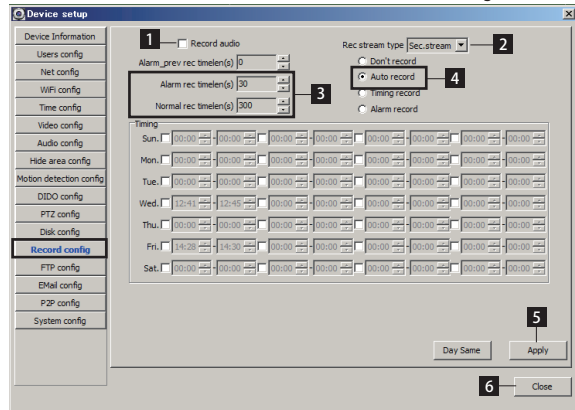 Device setup
Device Information
Users config
Net config
WiFi config
Time config
Video config
Audio config
Hide area config
Motion detection config
DIDO config
PTZ config
Disk config
Record config
FTP config
EMail config
P2P config
System config
1 Record audio
Rec stream type Sec.stream 2
Alarm_prev rec timelen(s) 0
Don't record
Alarm rec timelen(s) 30
3
Auto record 4
Normal rec timelen(s) 300
Timing record
Alarm record
Timing
Sun. 00:00 - 00:00 00:00 - 00:00 00:00 - 00:00 00:00 - 00:00
Mon. 00:00 - 00:00 00:00 - 00:00 00:00 - 00:00 00:00 - 00:00
Tue. 00:00 - 00:00 00:00 - 00:00 00:00 - 00:00 00:00 - 00:00
Wed. 12:41 - 12:45 00:00 - 00:00 00:00 - 00:00 00:00 - 00:00
Thu. 00:00 - 00:00 00:00 - 00:00 00:00 - 00:00 00:00 - 00:00
Fri. 14:28 - 14:30 00:00 - 00:00 00:00 - 00:00 00:00 - 00:00
Sat. 00:00 - 00:00 00:00 - 00:00 00:00 - 00:00 00:00 - 00:00
5
Day Same
Apply
6 Close